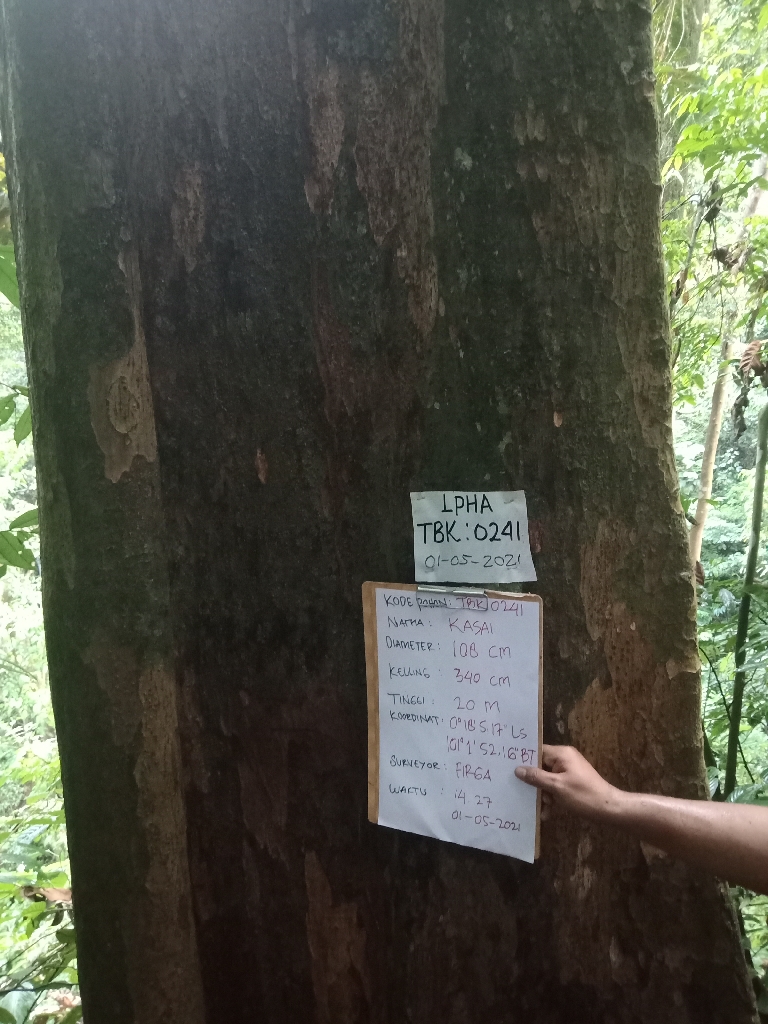 LPHA
TBK:0241
01-05-2021
KODE POHON: TBK 0241
NAMA: KASAI
DIAMETER: 108 CM
KELLING: 340 CM
TINGGI: 20 M
KOORDINAT: 0°18'5.17" LS
101°1'52.16" BT
SURVEYOR: FIRGA
WAKTU: 14 27
01-05-2021